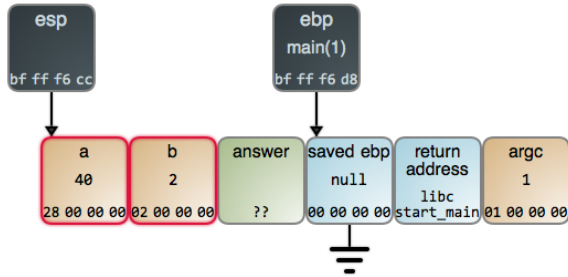 esp
bf ff f6 cc
ebp
main(1)
bf ff f6 d8
a
40
28 00 00 00
b
2
02 00 00 00
answer
??
saved ebp
null
00 00 00 00
return
address
libc
start_main
argc
1
01 00 00 00